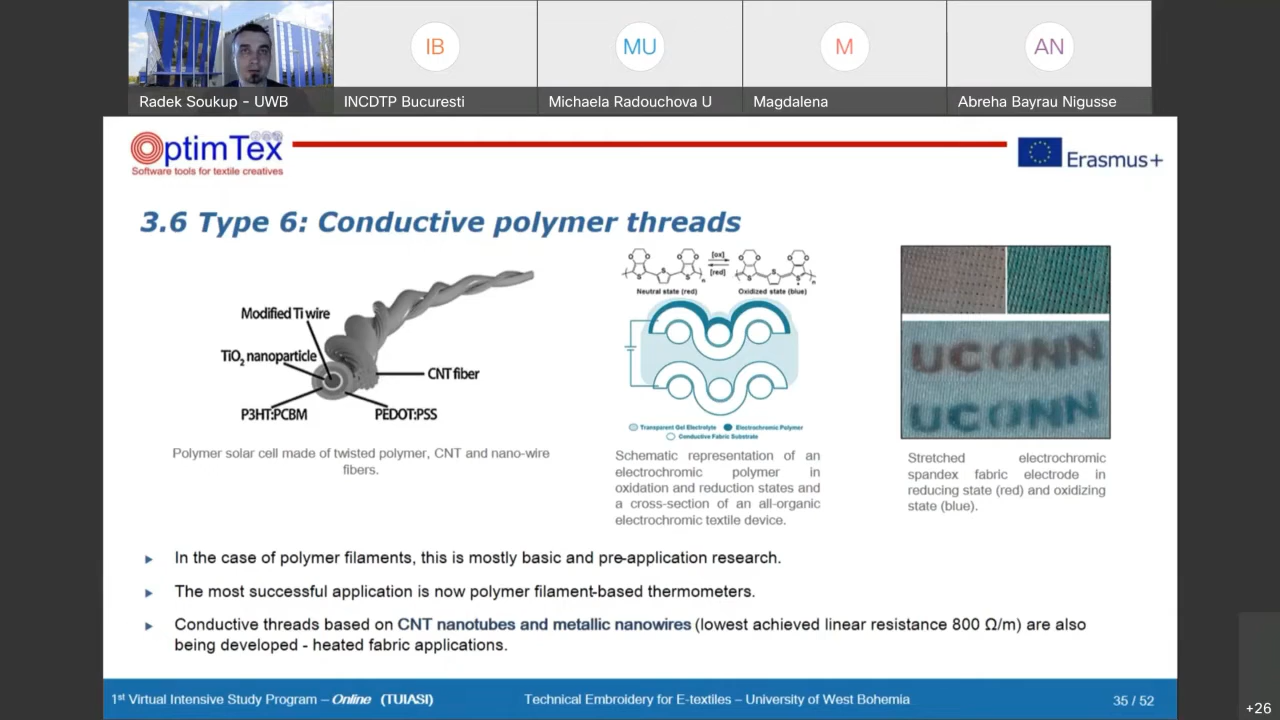 IB
MU
M
AN
Radek Soukup - UWB
INCDTP Bucuresti
Michaela Radouchova U
Magdalena
Abreha Bayrau Nigusse
OptimTex
Software tools for textile creatives
Erasmus+
3.6 Type 6: Conductive polymer threads
Modified Ti wire
TiO₂ nanoparticle
CNT fiber
P3HT:PCBM
PEDOT:PSS
Polymer solar cell made of twisted polymer, CNT and nano-wire
fibers.
[ox]
[red]
Neutral state (red)
Oxidized state (blue)
Transparent Gel Electrolyte
Electrochromic Polymer
Conductive Fabric Substrate
Schematic representation of an
electrochromic polymer in
oxidation and reduction states and
a cross-section of an all-organic
electrochromic textile device.
UCONN
UCONN
Stretched electrochromic
spandex fabric electrode in
reducing state (red) and oxidizing
state (blue).
In the case of polymer filaments, this is mostly basic and pre-application research.
The most successful application is now polymer filament-based thermometers.
Conductive threads based on CNT nanotubes and metallic nanowires (lowest achieved linear resistance 800 Ω/m) are also
being developed - heated fabric applications.
1st Virtual Intensive Study Program – Online (TUIASI)
Technical Embroidery for E-textiles – University of West Bohemia
35 / 52
+26